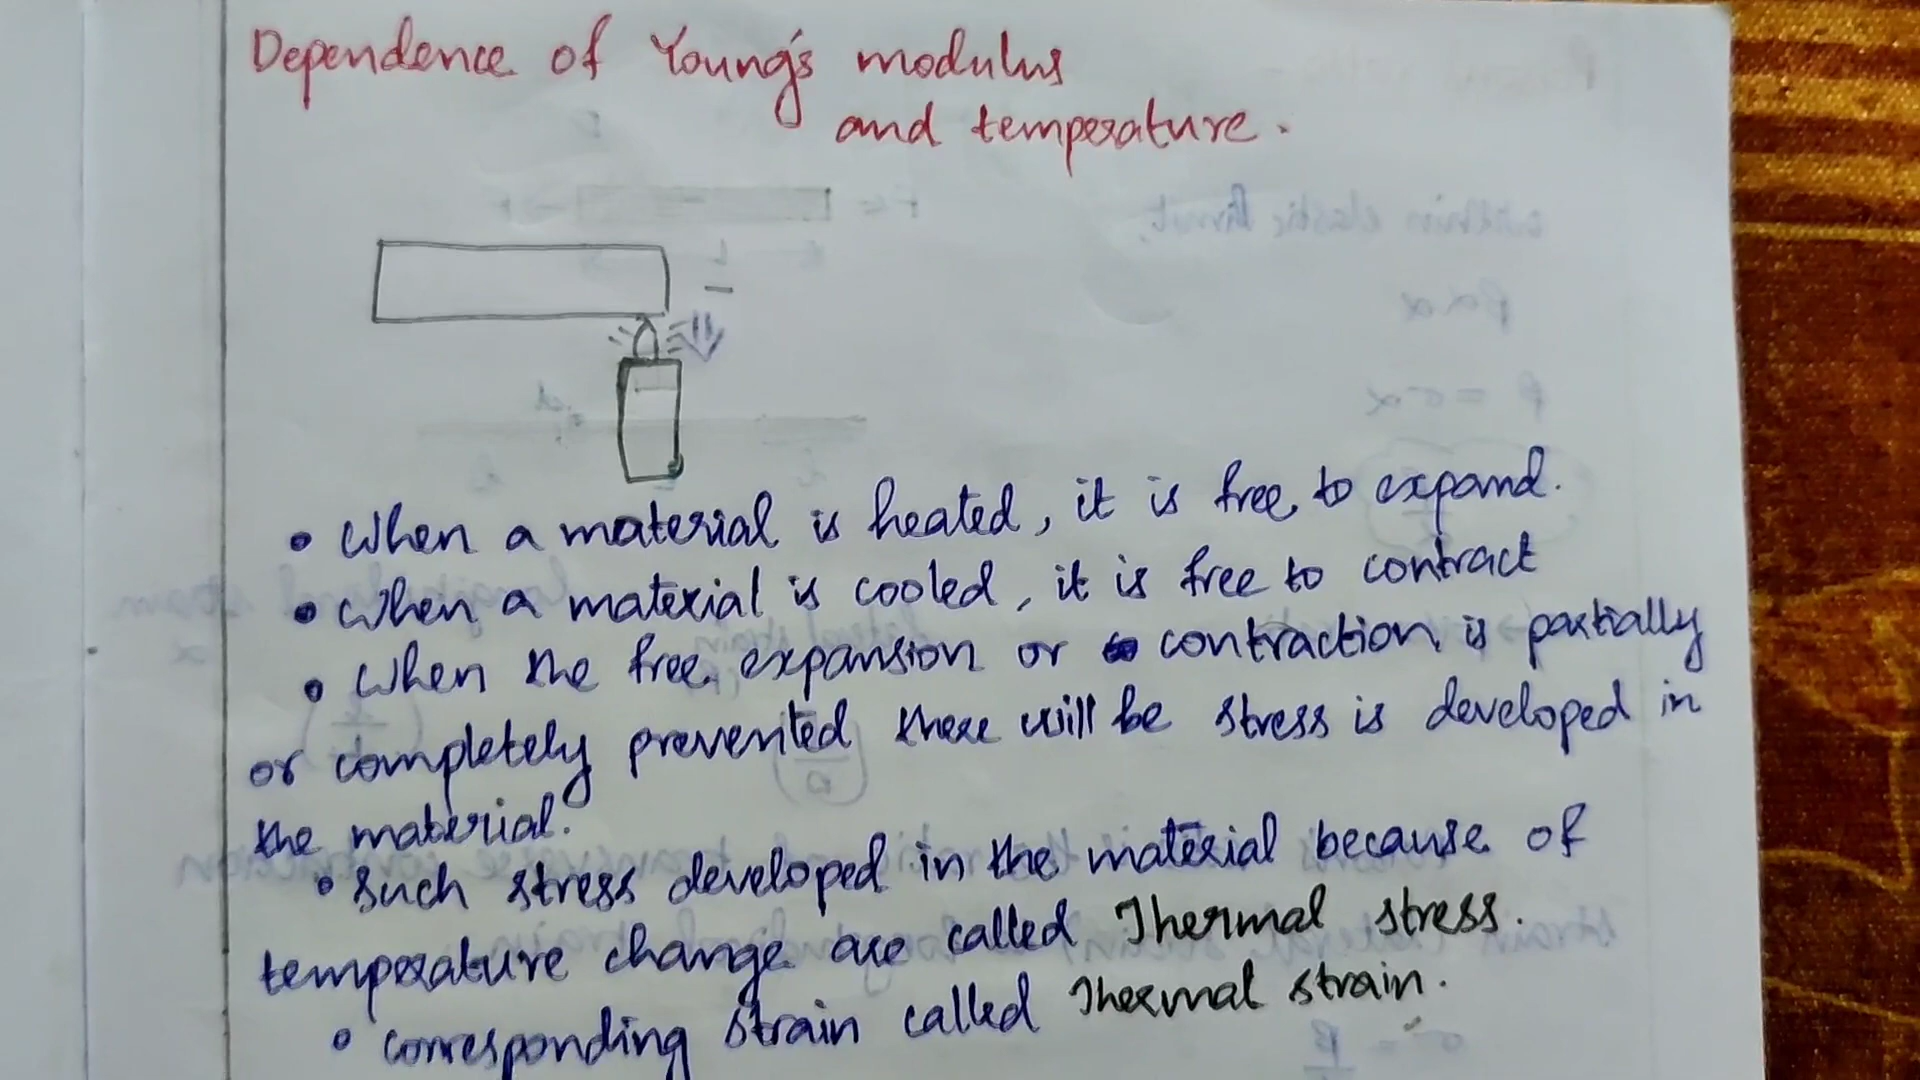 Dependence of Young's modulus
and temperature.
• When a material is heated, it is free to expand.
• When a material is cooled, it is free to contract
• When the free expansion or contraction is partially
or completely prevented there will be stress is developed in
the material.
• such stress developed in the material because of
temperature change are called Thermal stress.
• corresponding strain called Thermal strain.